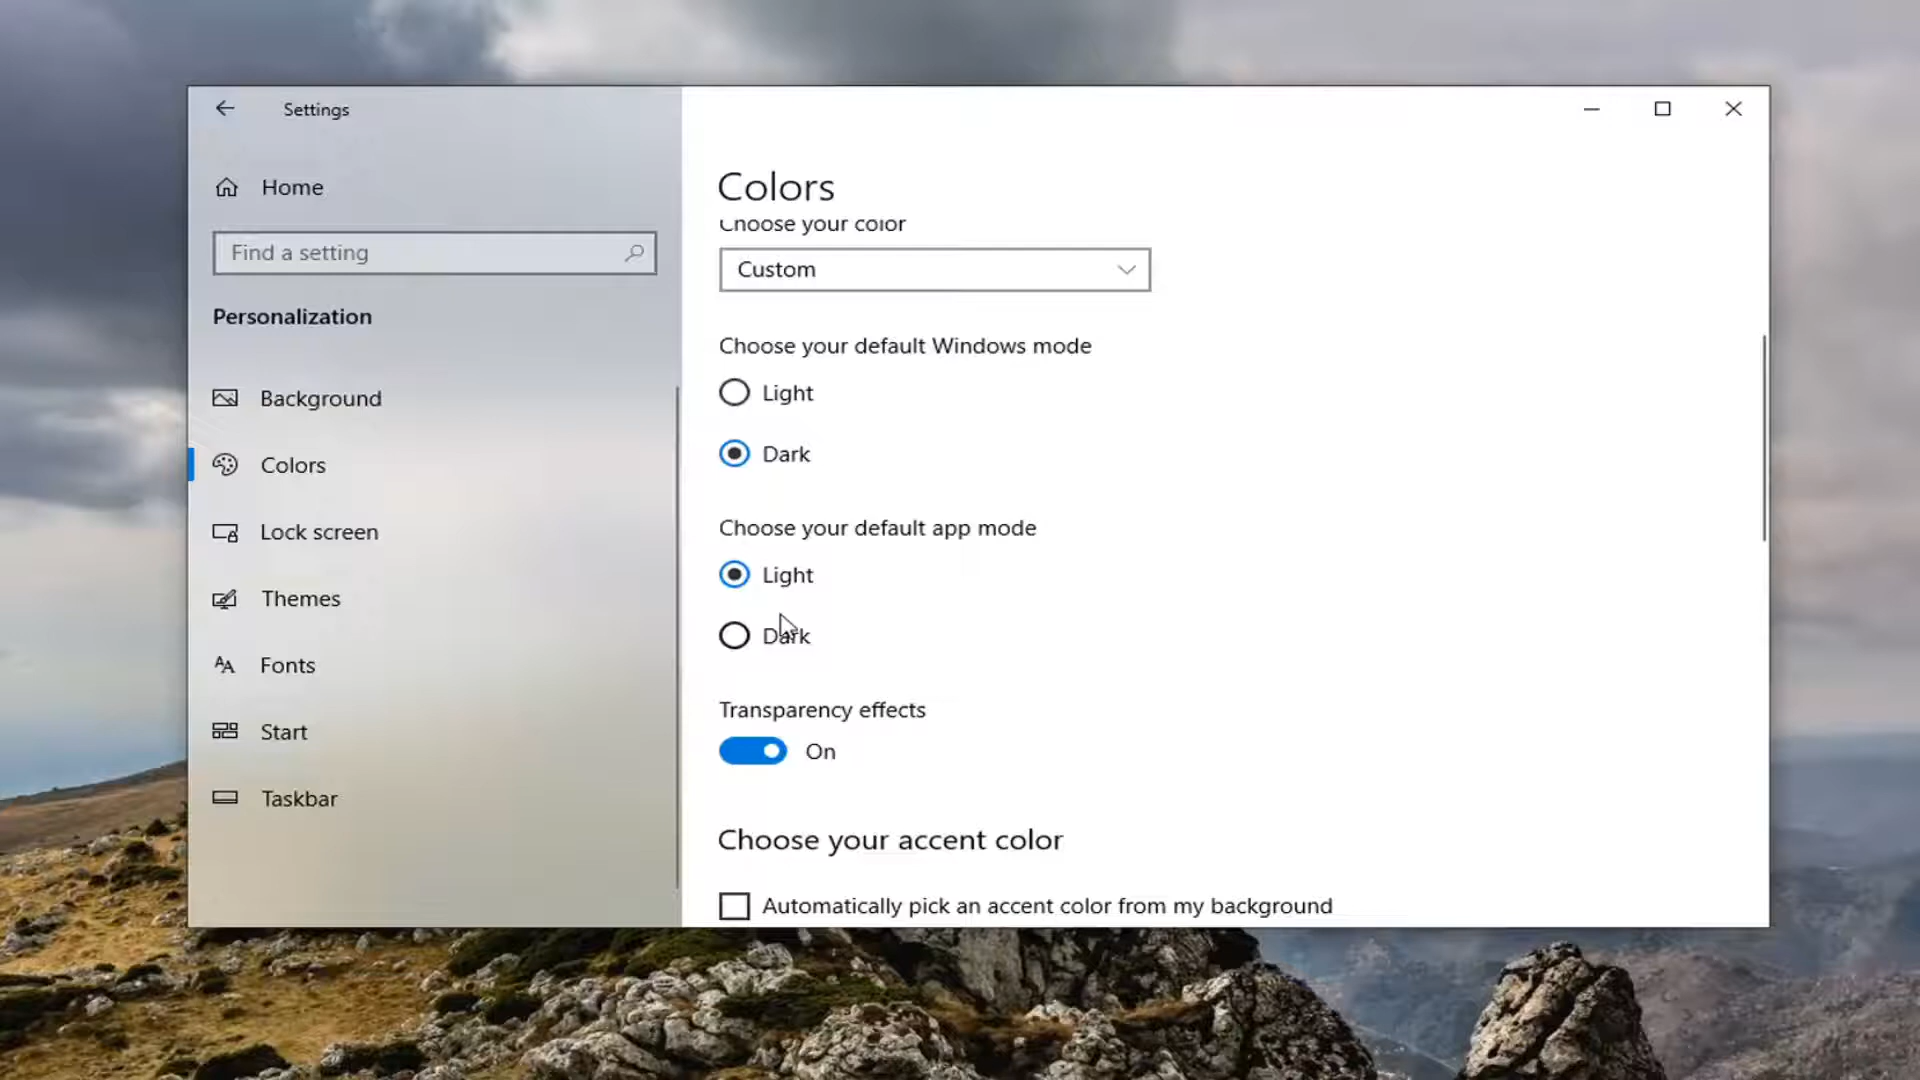 Settings
Home
Find a setting
Personalization
Background
Colors
Lock screen
Themes
Fonts
Start
Taskbar
Colors
Choose your color
Custom
Choose your default Windows mode
Light
Dark
Choose your default app mode
Light
Dark
Transparency effects
On
Choose your accent color
Automatically pick an accent color from my background